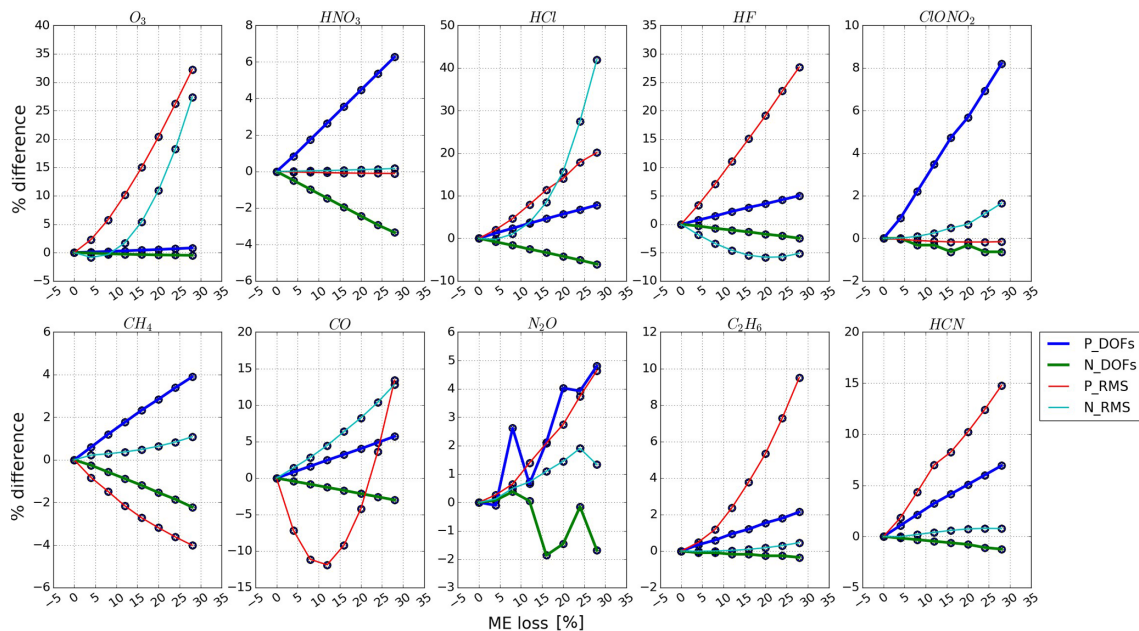 O₃ HNO₃ HCl HF ClONO₂
% difference
40 35 30 25 20 15 10 5 0 −5
8 6 4 2 0 −2 −4 −6
50 40 30 20 10 0 −10
35 30 25 20 15 10 5 0 −5 −10
10 8 6 4 2 0 −2
−5 0 5 10 15 20 25 30 35
−5 0 5 10 15 20 25 30 35
−5 0 5 10 15 20 25 30 35
−5 0 5 10 15 20 25 30 35
−5 0 5 10 15 20 25 30 35
CH₄ CO N₂O C₂H₆ HCN
% difference
6 4 2 0 −2 −4 −6
20 15 10 5 0 −5 −10 −15
6 5 4 3 2 1 0 −1 −2 −3
12 10 8 6 4 2 0 −2
20 15 10 5 0 −5
−5 0 5 10 15 20 25 30 35
−5 0 5 10 15 20 25 30 35
−5 0 5 10 15 20 25 30 35
−5 0 5 10 15 20 25 30 35
−5 0 5 10 15 20 25 30 35
ME loss [%]
P_DOFs
N_DOFs
P_RMS
N_RMS